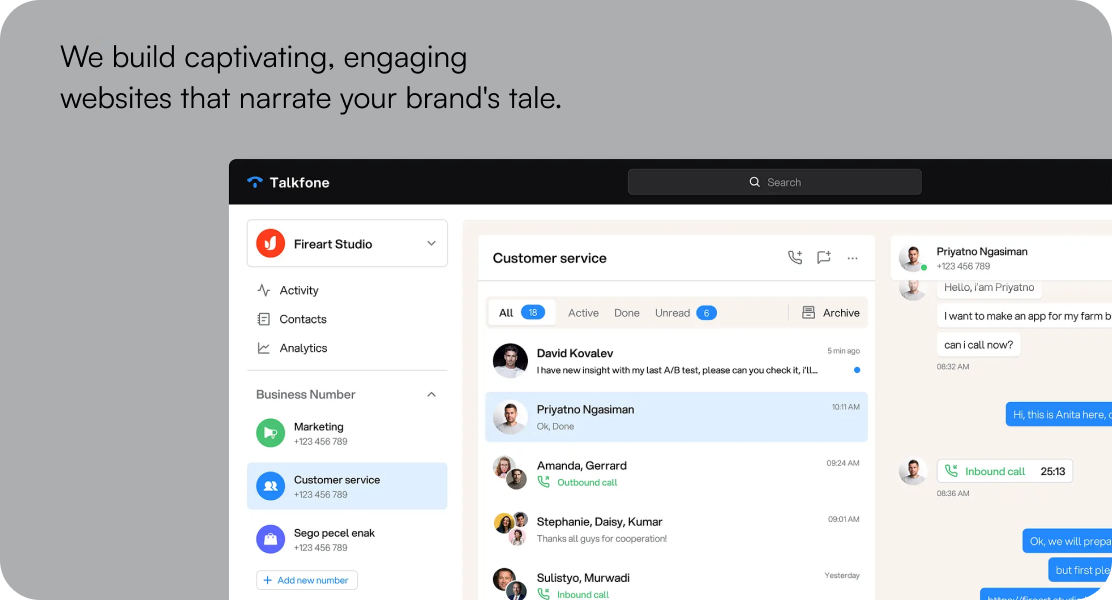 We build captivating, engaging
websites that narrate your brand's tale.
Talkfone
Search
Fireart Studio
Activity
Contacts
Analytics
Business Number
Marketing
+123 456 789
Customer service
+123 456 789
Sego pecel enak
+123 456 789
+ Add new number
Customer service
All 18 Active Done Unread 6 Archive
David Kovalev 5 min ago
I have new insight with my last A/B test, please can you check it, i'll...
Priyatno Ngasiman 10:11 AM
Ok, Done
Amanda, Gerrard 09:24 AM
Outbound call
Stephanie, Daisy, Kumar 09:01 AM
Thanks all guys for cooperation!
Sulistyo, Murwadi Yesterday
Inbound call
Priyatno Ngasiman
+123 456 789
Hello, i'am Priyatno
I want to make an app for my farm b
can i call now?
08:32 AM
Hi, this is Anita here, c
Inbound call 25:13
08:36 AM
Ok, we will prepa
but first ple